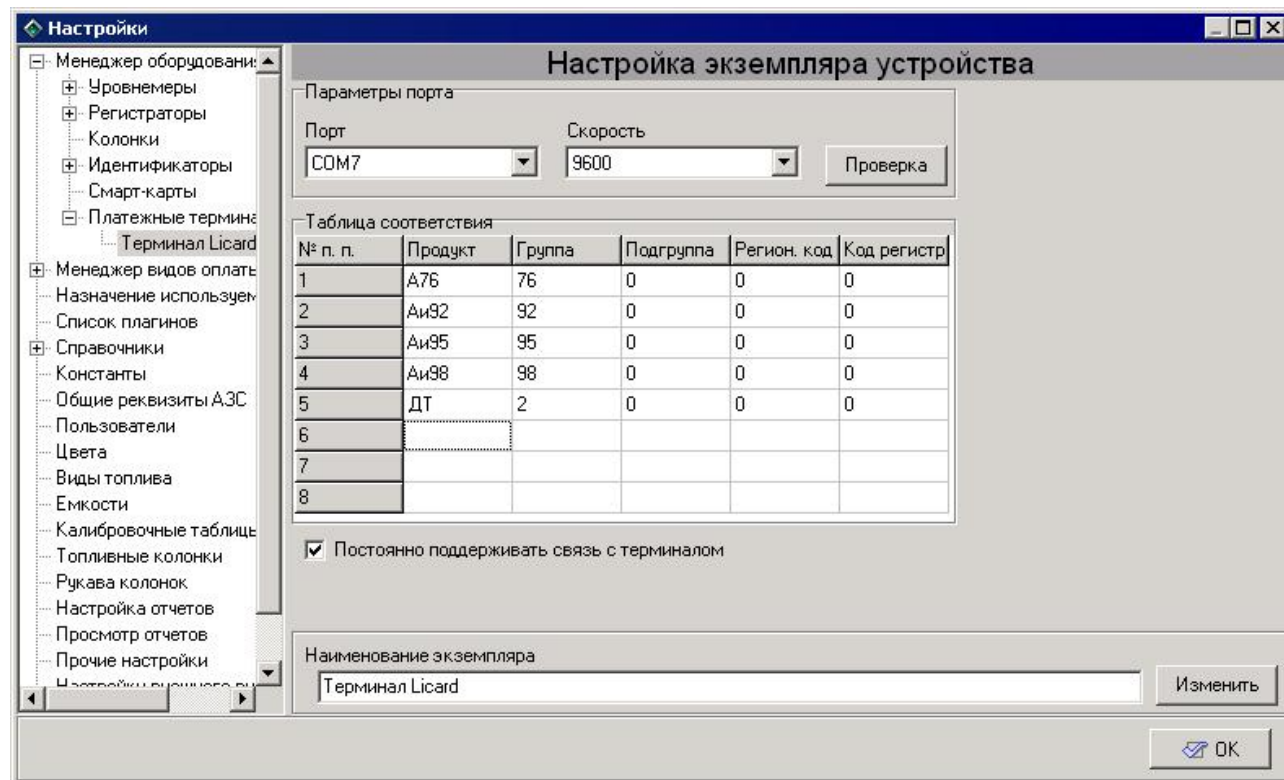 Настройки
Менеджер оборудовани
Уровнемеры
Регистраторы
Колонки
Идентификаторы
Смарт-карты
Платежные термина
Терминал Licard
Менеджер видов оплать
Назначение используем
Список плагинов
Справочники
Константы
Общие реквизиты АЗС
Пользователи
Цвета
Виды топлива
Емкости
Калибровочные таблицы
Топливные колонки
Рукава колонок
Настройка отчетов
Просмотр отчетов
Прочие настройки
Настройка экземпляра устройства
Параметры порта
Порт Скорость
COM7 9600 Проверка
Таблица соответствия
№ п. п. Продукт Группа Подгруппа Регион. код Код регистр
1 А76 76 0 0 0
2 Аи92 92 0 0 0
3 Аи95 95 0 0 0
4 Аи98 98 0 0 0
5 ДТ 2 0 0 0
6
7
8
Постоянно поддерживать связь с терминалом
Наименование экземпляра
Терминал Licard Изменить
OK